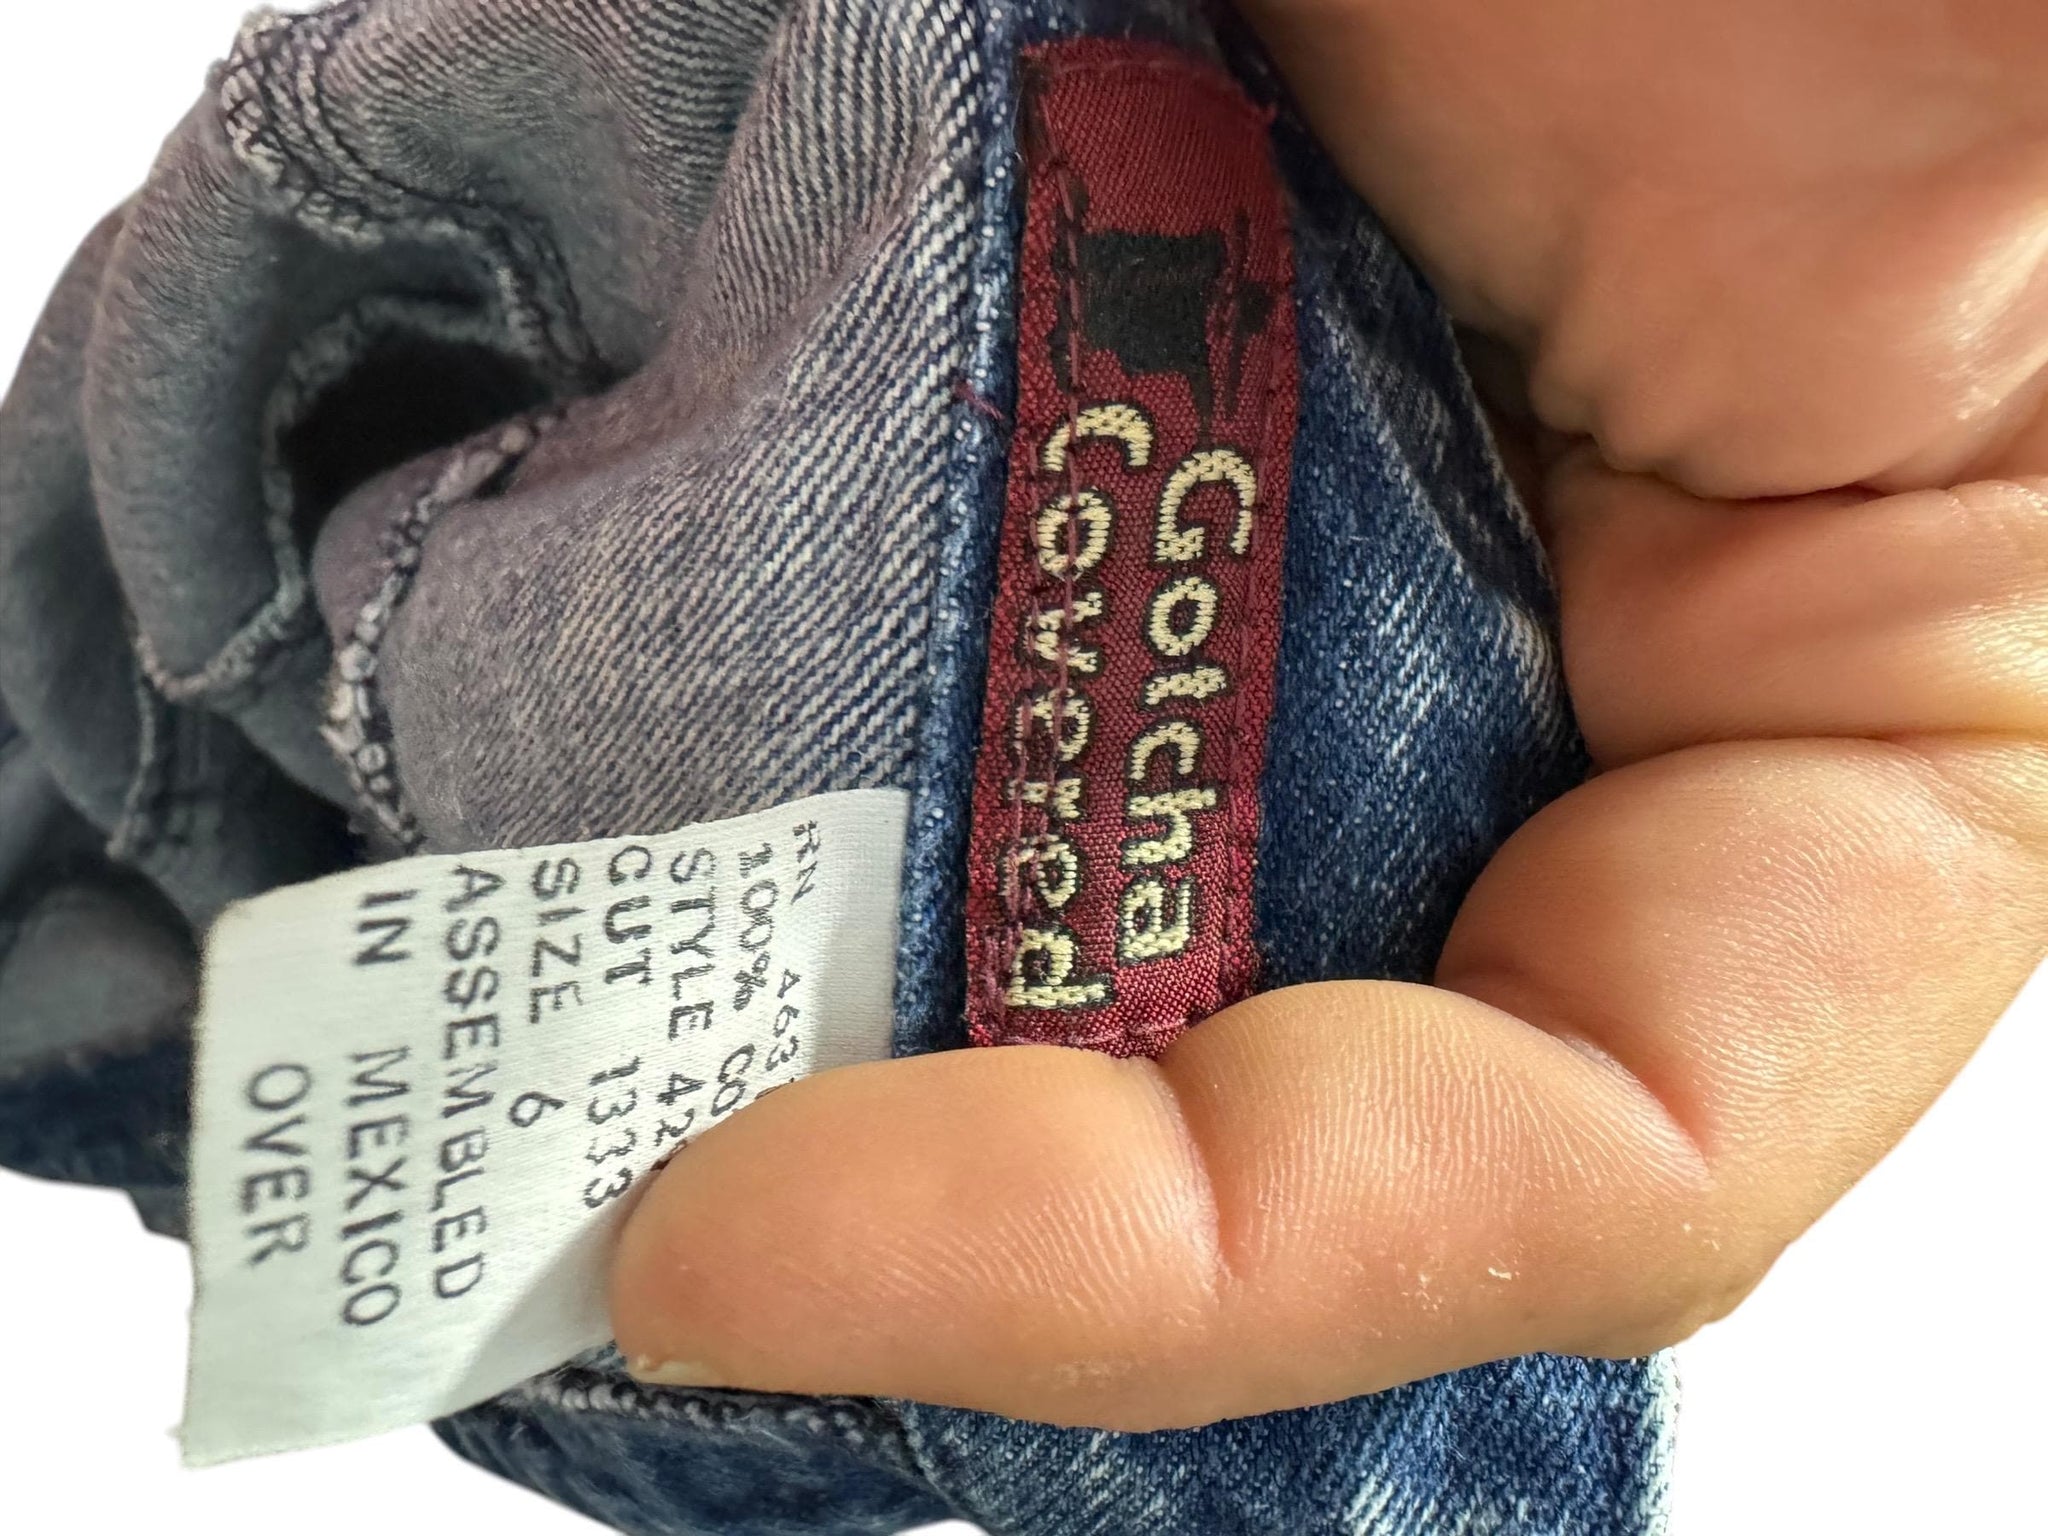 Gotcha
Covered
RN 463
100% CO
STYLE 42
CUT 1333
SIZE 6
ASSEMBLED
IN MEXICO
OVER